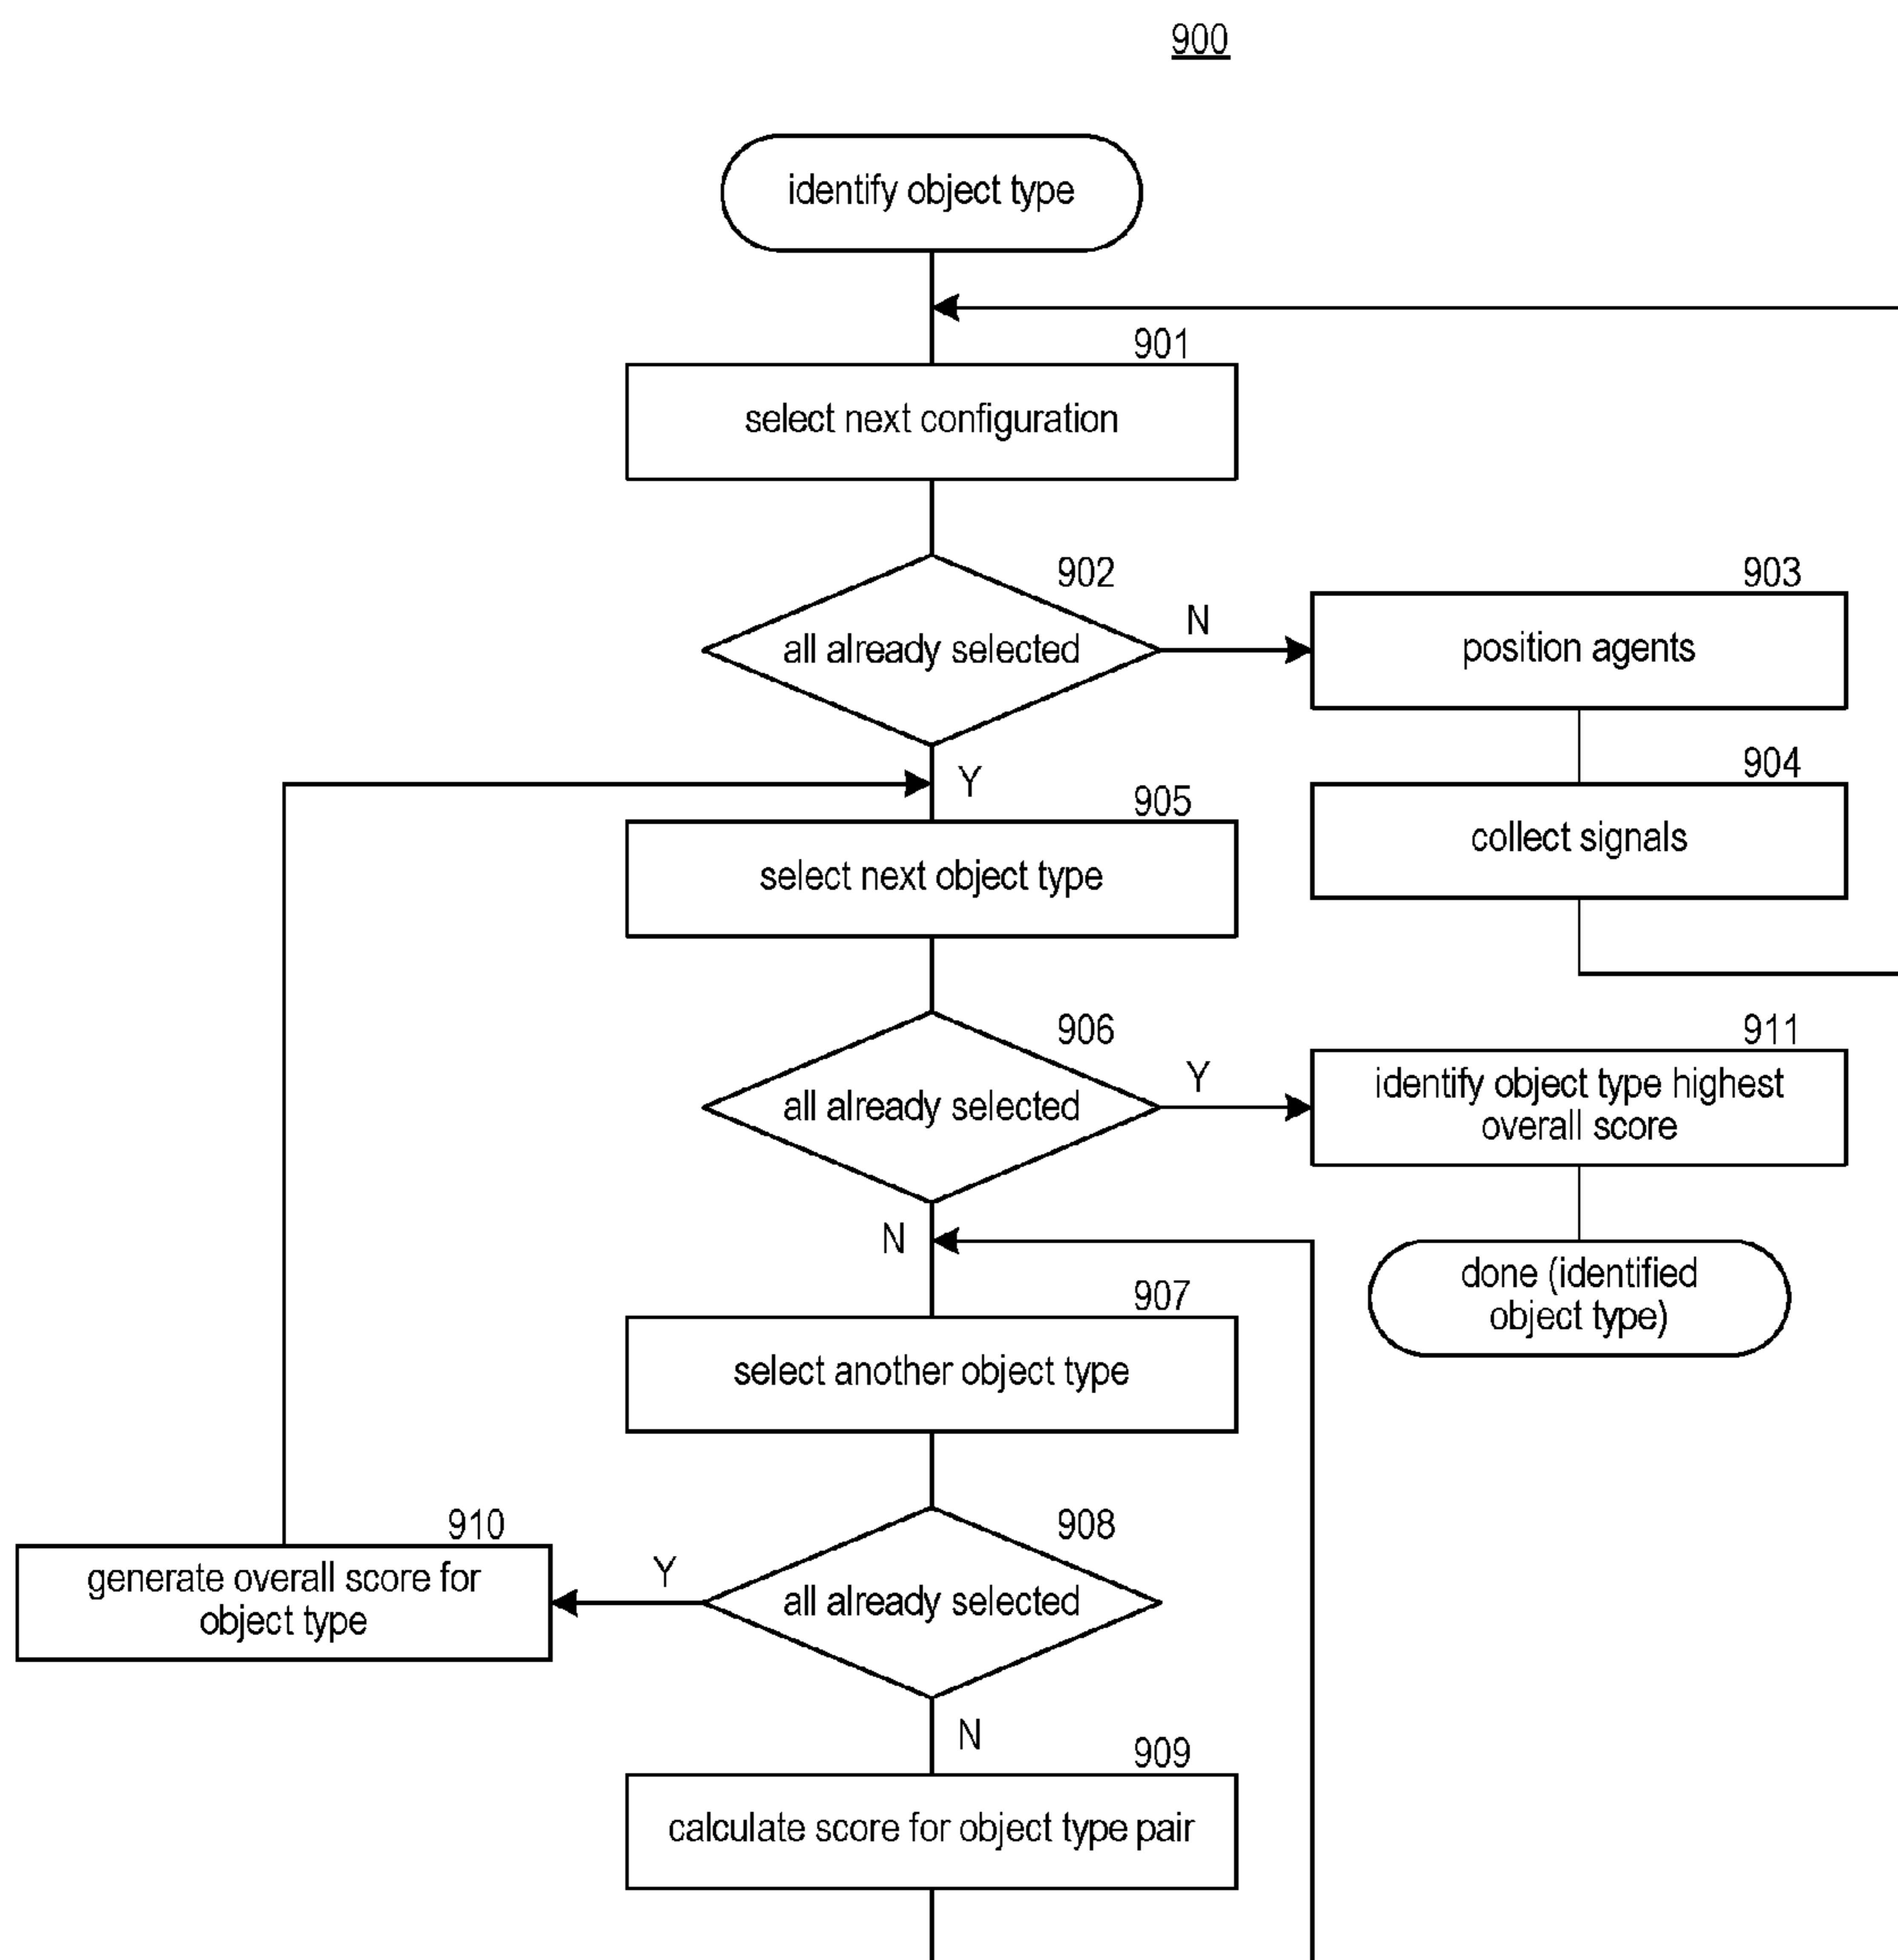 900
identify object type
901
select next configuration
902
all already selected
N
903
position agents
904
collect signals
Y
905
select next object type
906
all already selected
Y
911
identify object type highest
overall score
done (identified
object type)
N
907
select another object type
908
all already selected
Y
910
generate overall score for
object type
N
909
calculate score for object type pair